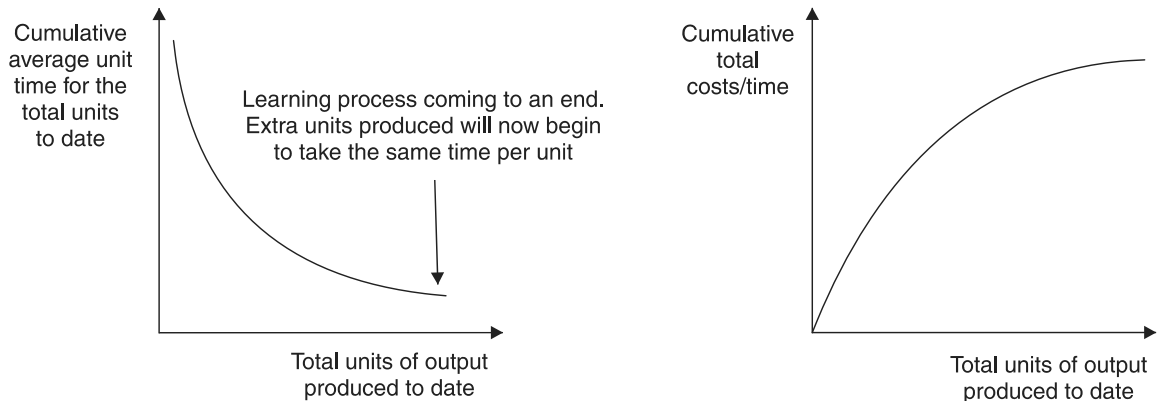 Cumulative
average unit
time for the
total units
to date
Learning process coming to an end.
Extra units produced will now begin
to take the same time per unit
Total units of output
produced to date
Cumulative
total
costs/time
Total units of output
produced to date